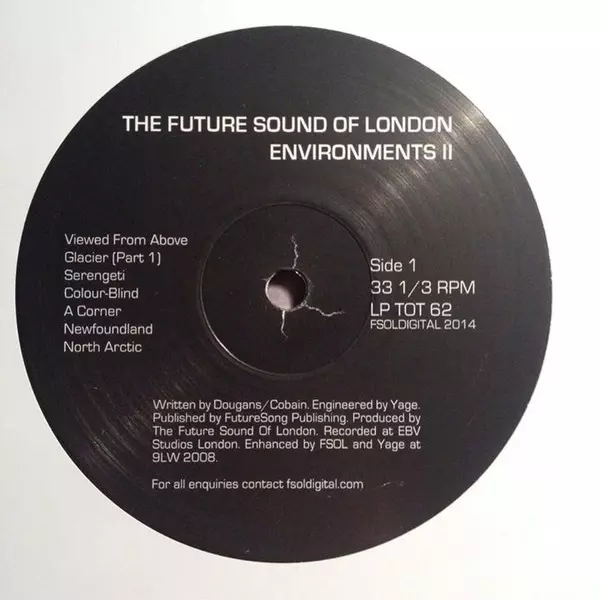 THE FUTURE SOUND OF LONDON
ENVIRONMENTS II
Viewed From Above
Glacier (Part 1)
Serengeti
Colour-Blind
A Corner
Newfoundland
North Arctic
Side 1
33 1/3 RPM
LP TOT 62
FSOLDIGITAL 2014
Written by Dougans/Cobain. Engineered by Yage.
Published by FutureSong Publishing. Produced by
The Future Sound Of London. Recorded at EBV
Studios London. Enhanced by FSOL and Yage at
9LW 2008.
For all enquiries contact fsoldigital.com